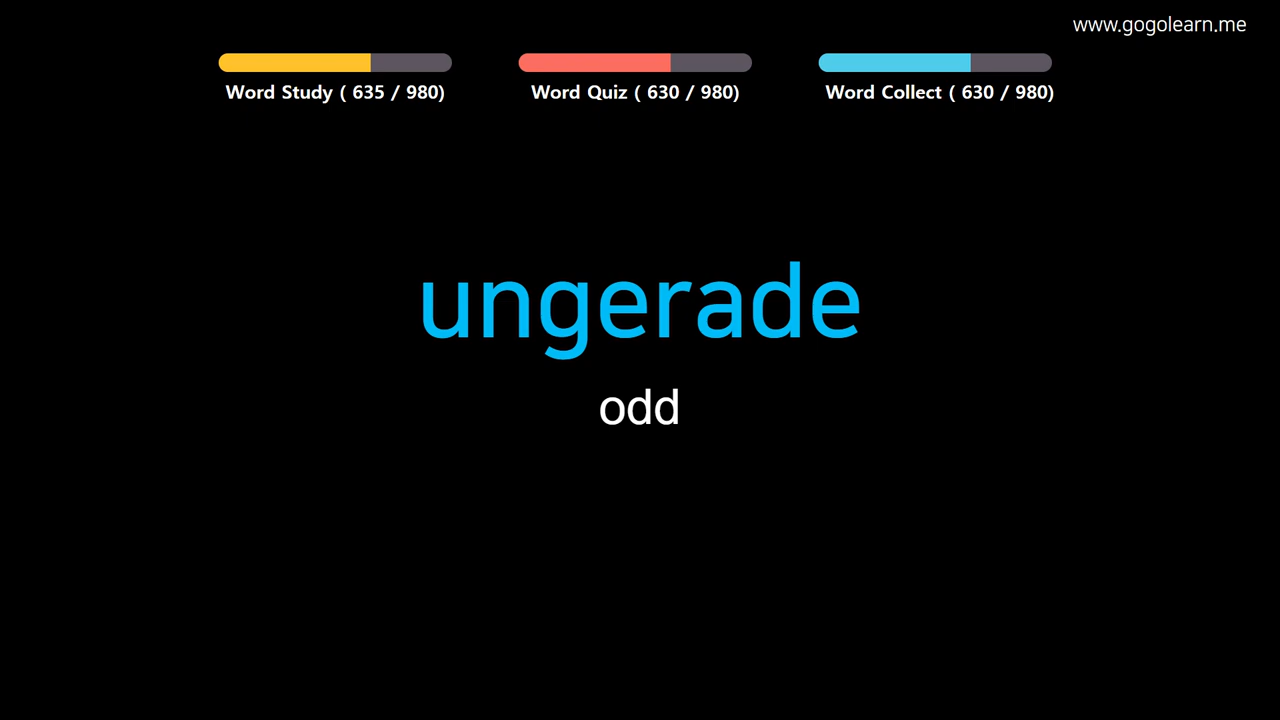 www.gogolearn.me
Word Study ( 635 / 980)
Word Quiz ( 630 / 980)
Word Collect ( 630 / 980)
ungerade
odd